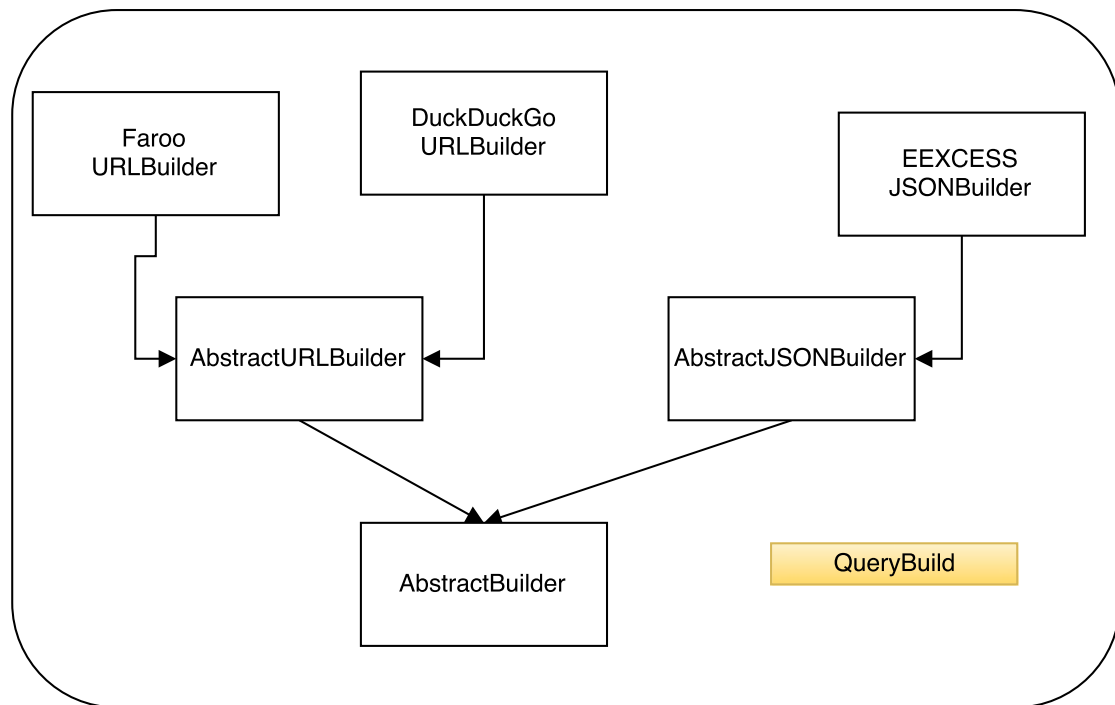 Faroo
URLBuilder
DuckDuckGo
URLBuilder
EEXCESS
JSONBuilder
AbstractURLBuilder
AbstractJSONBuilder
AbstractBuilder
QueryBuild